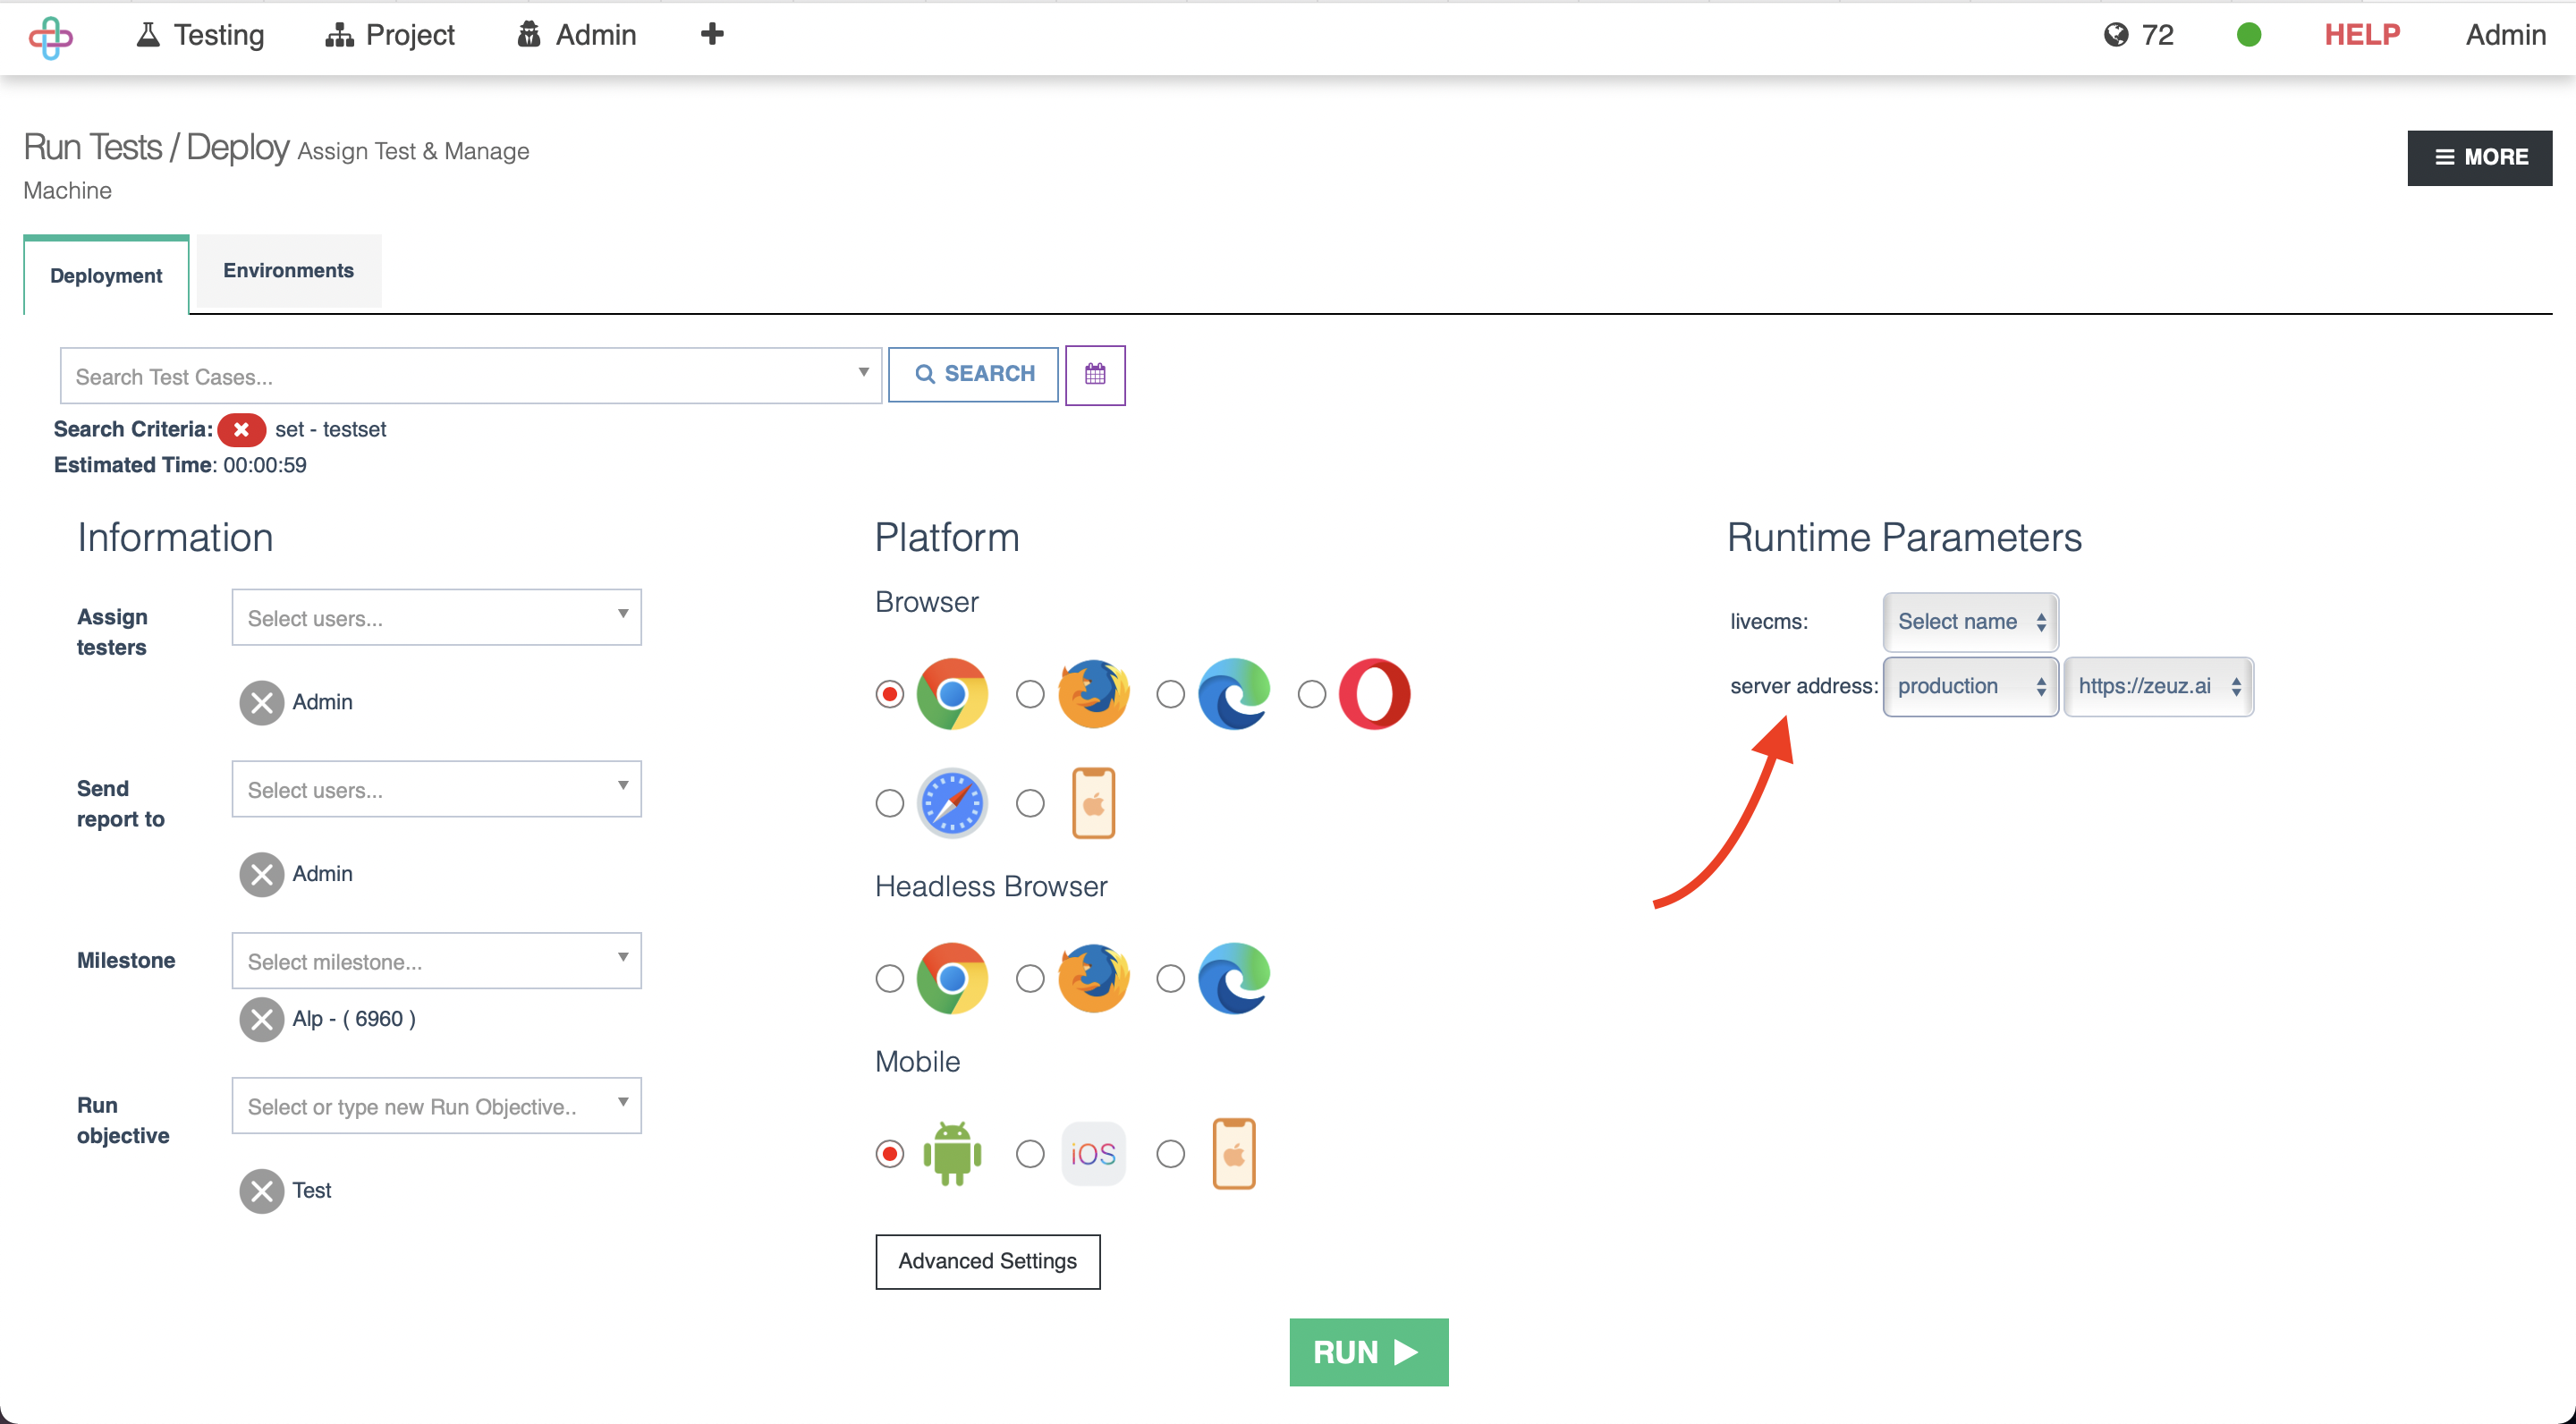 Testing
Project
Admin
72
HELP
Admin
Run Tests / Deploy Assign Test & Manage
Machine
MORE
Deployment
Environments
Search Test Cases...
SEARCH
Search Criteria: set - testset
Estimated Time: 00:00:59
Information
Assign
testers
Select users...
Admin
Send
report to
Select users...
Admin
Milestone
Select milestone...
Alp - ( 6960 )
Run
objective
Select or type new Run Objective..
Test
Platform
Browser
Headless Browser
Mobile
iOS
Advanced Settings
RUN
Runtime Parameters
livecms:
Select name
server address:
production
https://zeuz.ai